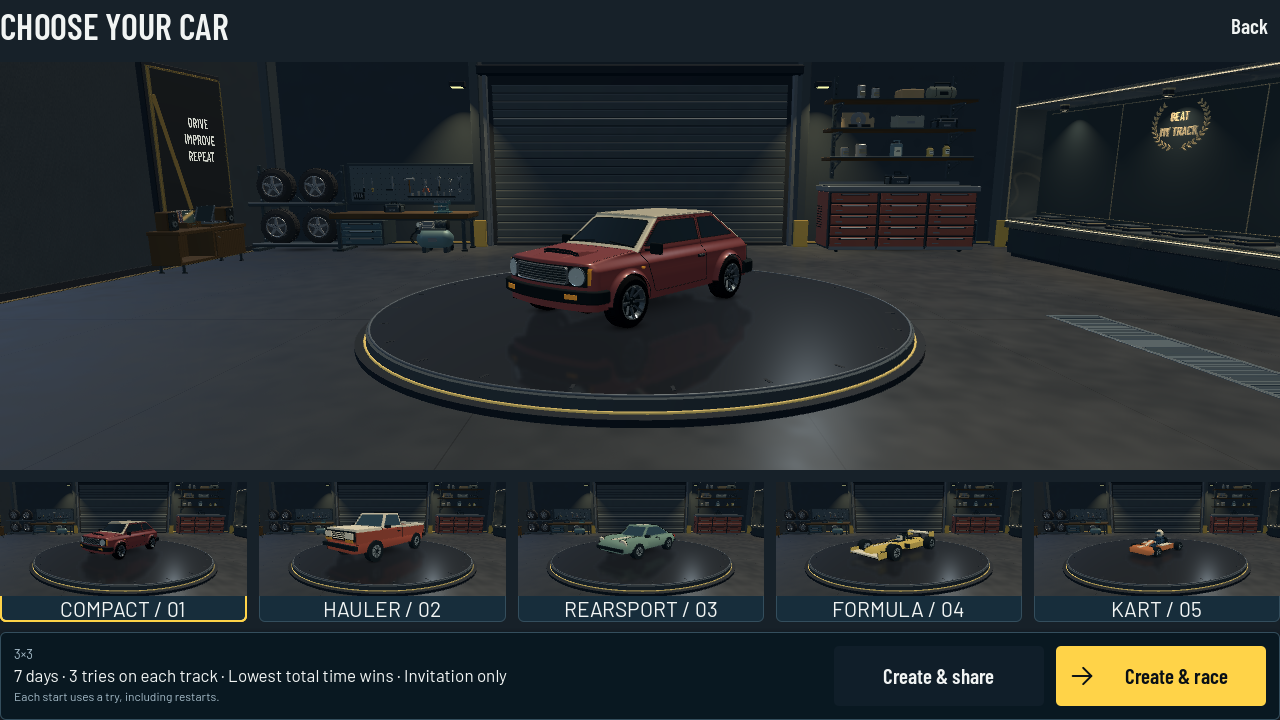 CHOOSE YOUR CAR
Back
DRIVE
IMPROVE
REPEAT
BEAT
MY TRACK
COMPACT / 01
HAULER / 02
REARSPORT / 03
FORMULA / 04
KART / 05
3×3
7 days · 3 tries on each track · Lowest total time wins · Invitation only
Each start uses a try, including restarts.
Create & share
Create & race